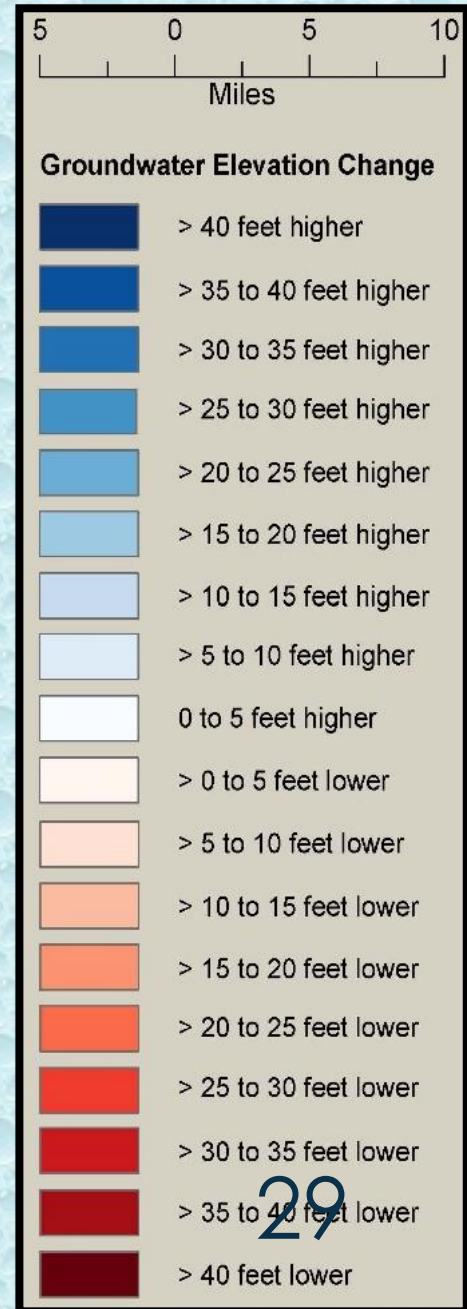 5 0 5 10
Miles
Groundwater Elevation Change
> 40 feet higher
> 35 to 40 feet higher
> 30 to 35 feet higher
> 25 to 30 feet higher
> 20 to 25 feet higher
> 15 to 20 feet higher
> 10 to 15 feet higher
> 5 to 10 feet higher
0 to 5 feet higher
> 0 to 5 feet lower
> 5 to 10 feet lower
> 10 to 15 feet lower
> 15 to 20 feet lower
> 20 to 25 feet lower
> 25 to 30 feet lower
> 30 to 35 feet lower
> 35 to 40 feet lower
29
> 40 feet lower